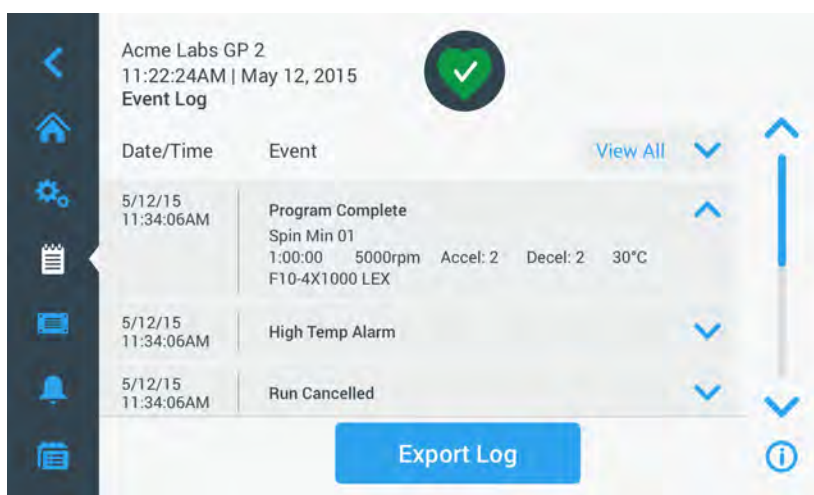 Acme Labs GP 2
11:22:24AM | May 12, 2015
Event Log
Date/Time Event View All
5/12/15
11:34:06AM
Program Complete
Spin Min 01
1:00:00 5000rpm Accel: 2 Decel: 2 30°C
F10-4X1000 LEX
5/12/15
11:34:06AM
High Temp Alarm
5/12/15
11:34:06AM
Run Cancelled
Export Log